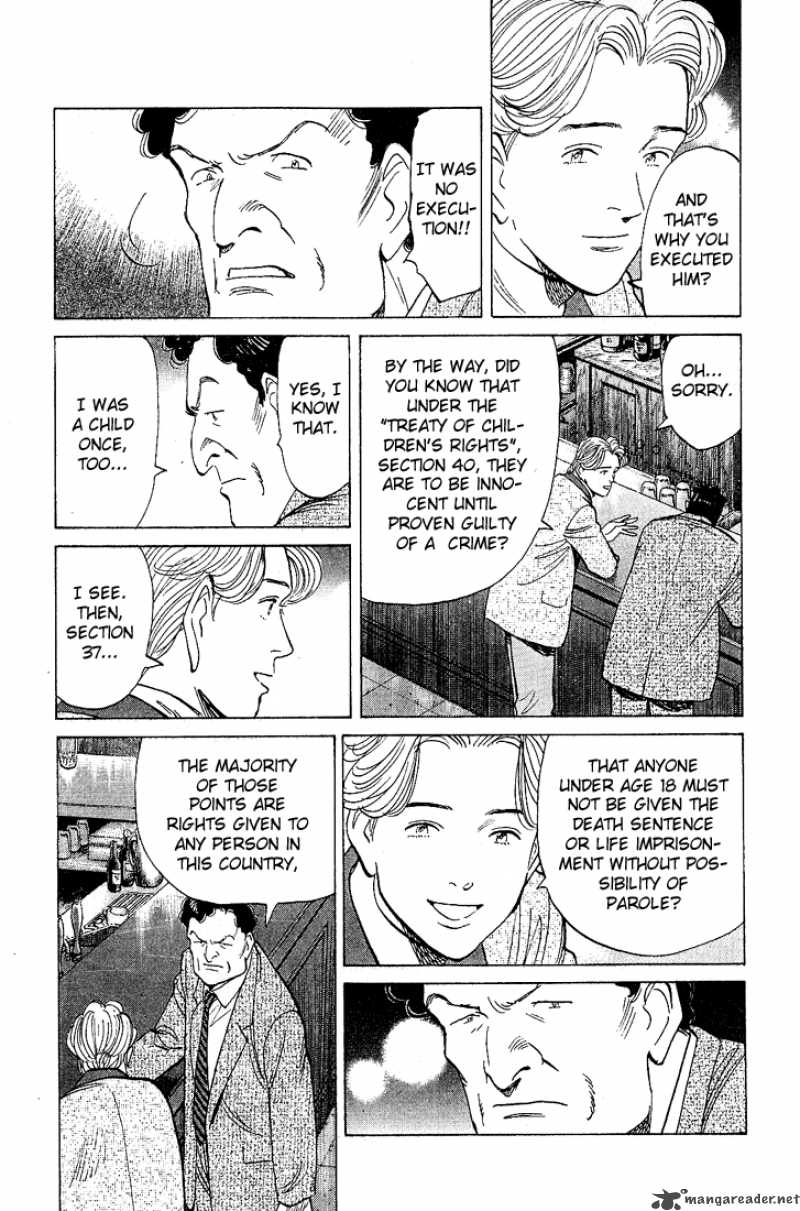 AND
THAT'S
WHY YOU
EXECUTED
HIM?
IT WAS
NO
EXECU-
TION!!
OH...
SORRY.
BY THE WAY, DID
YOU KNOW THAT
UNDER THE
"TREATY OF CHIL-
DREN'S RIGHTS",
SECTION 40, THEY
ARE TO BE INNO-
CENT UNTIL
PROVEN GUILTY
OF A CRIME?
YES, I
KNOW
THAT.
I WAS
A CHILD
ONCE,
TOO...
I SEE.
THEN,
SECTION
37...
THAT ANYONE
UNDER AGE 18 MUST
NOT BE GIVEN THE
DEATH SENTENCE
OR LIFE IMPRISON-
MENT WITHOUT POS-
SIBILITY OF
PAROLE?
THE MAJORITY
OF THOSE
POINTS ARE
RIGHTS GIVEN TO
ANY PERSON IN
THIS COUNTRY,
mangareader.net